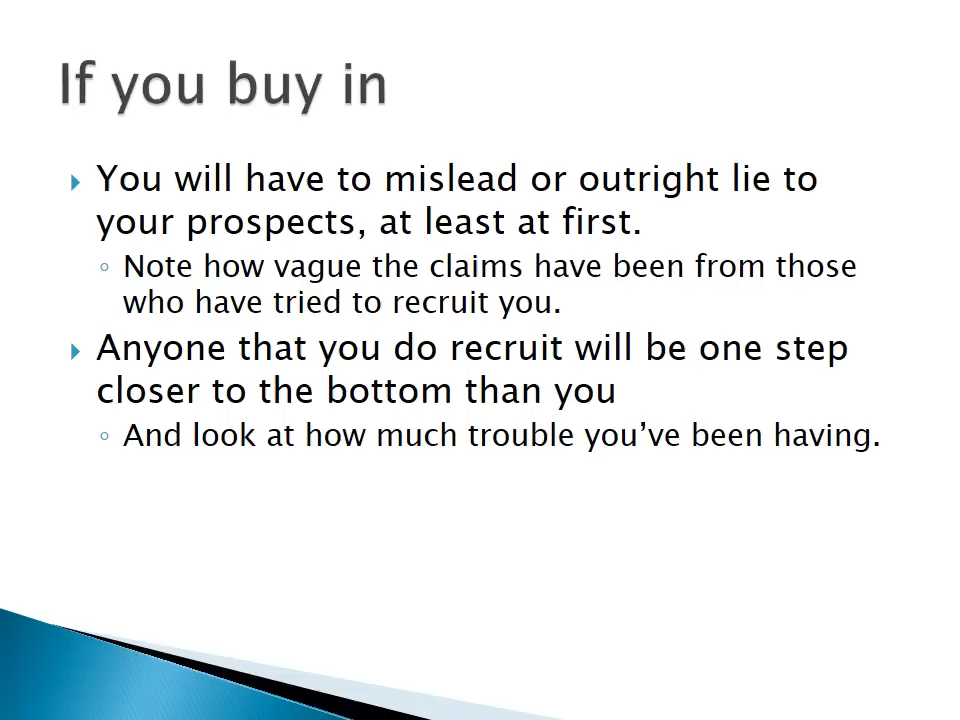 If you buy in
You will have to mislead or outright lie to
your prospects, at least at first.
Note how vague the claims have been from those
who have tried to recruit you.
Anyone that you do recruit will be one step
closer to the bottom than you
And look at how much trouble you’ve been having.